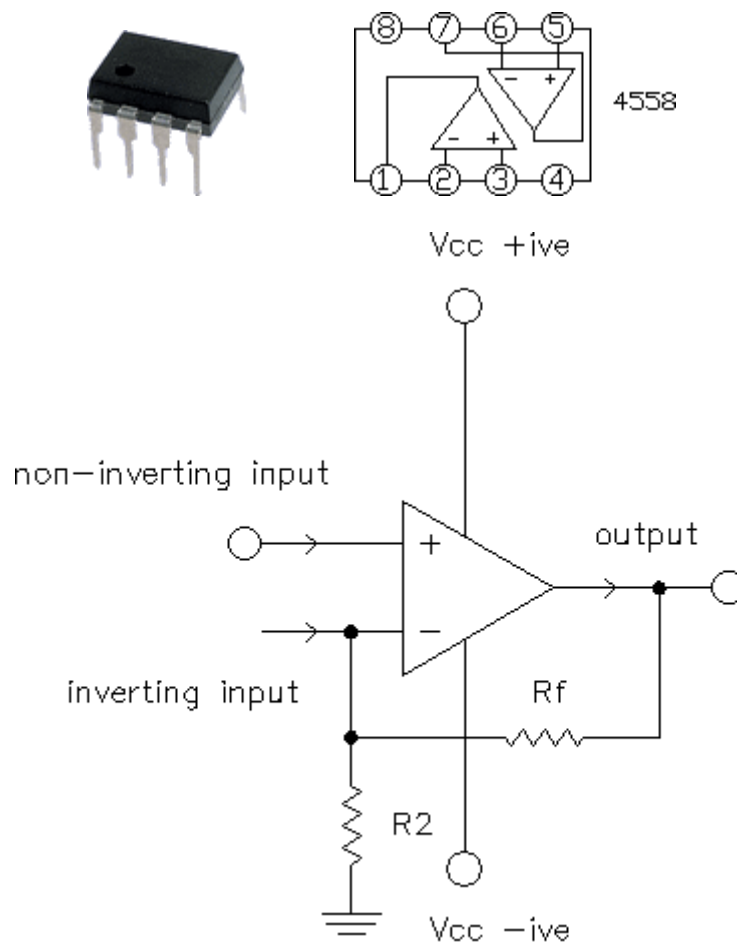 8 7 6 5
- +
4558
- +
1 2 3 4
Vcc +ive
non-inverting input
+
output
-
inverting input
Rf
R2
Vcc -ive